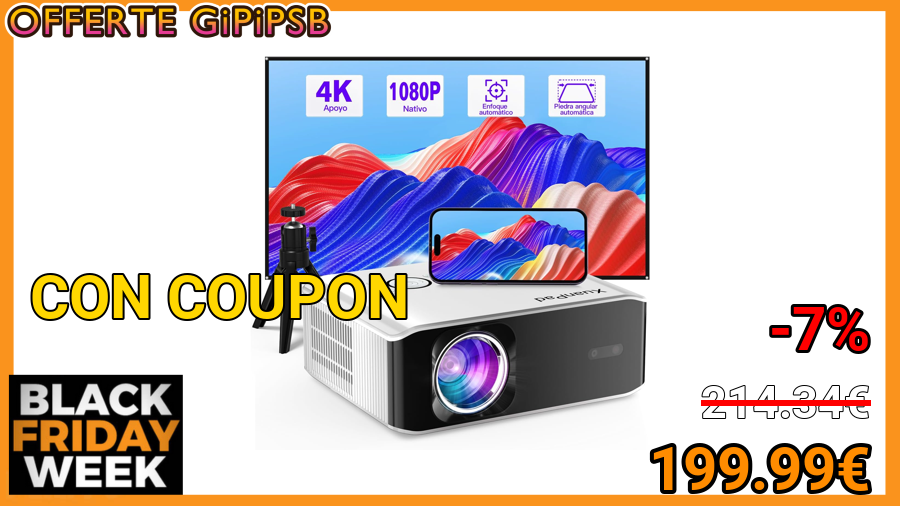 OFFERTE GiPiPSB
4K
Apoyo
1080P
Nativo
Enfoque
automático
Piedra angular
automática
CON COUPON
XuanPad
-7%
214.34€
199.99€
BLACK
FRIDAY
WEEK